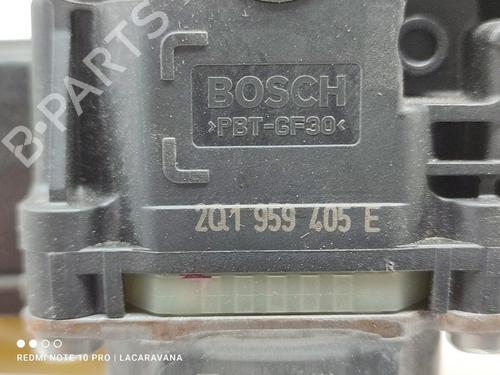 B-PARTS
BOSCH
>PBT-GF30<
2Q1 959 405 E
REDMI NOTE 10 PRO | LACARAVANA